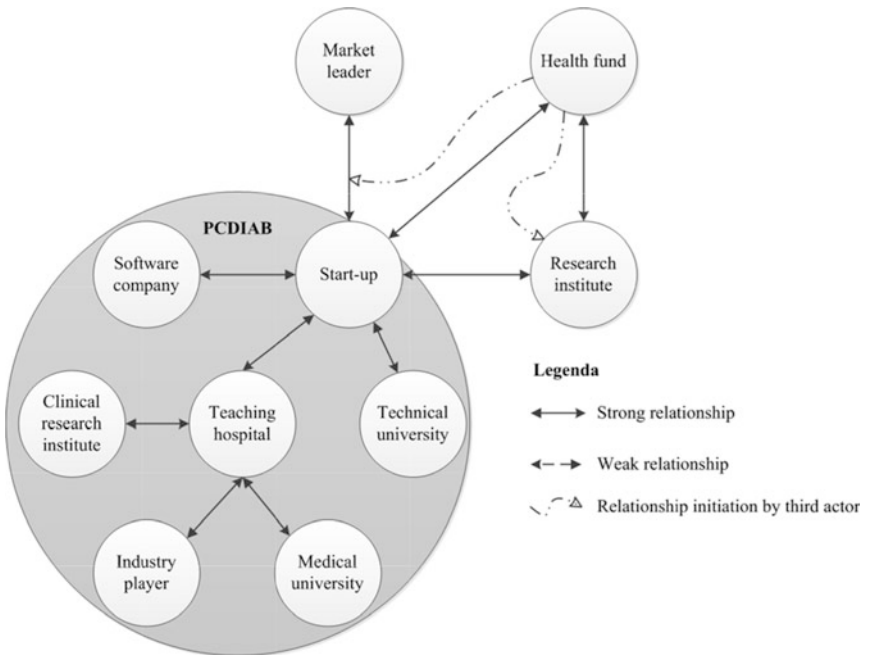 Market
leader
Health fund
PCDIAB
Software
company
Start-up
Research
institute
Clinical
research
institute
Teaching
hospital
Technical
university
Industry
player
Medical
university
Legenda
Strong relationship
Weak relationship
Relationship initiation by third actor